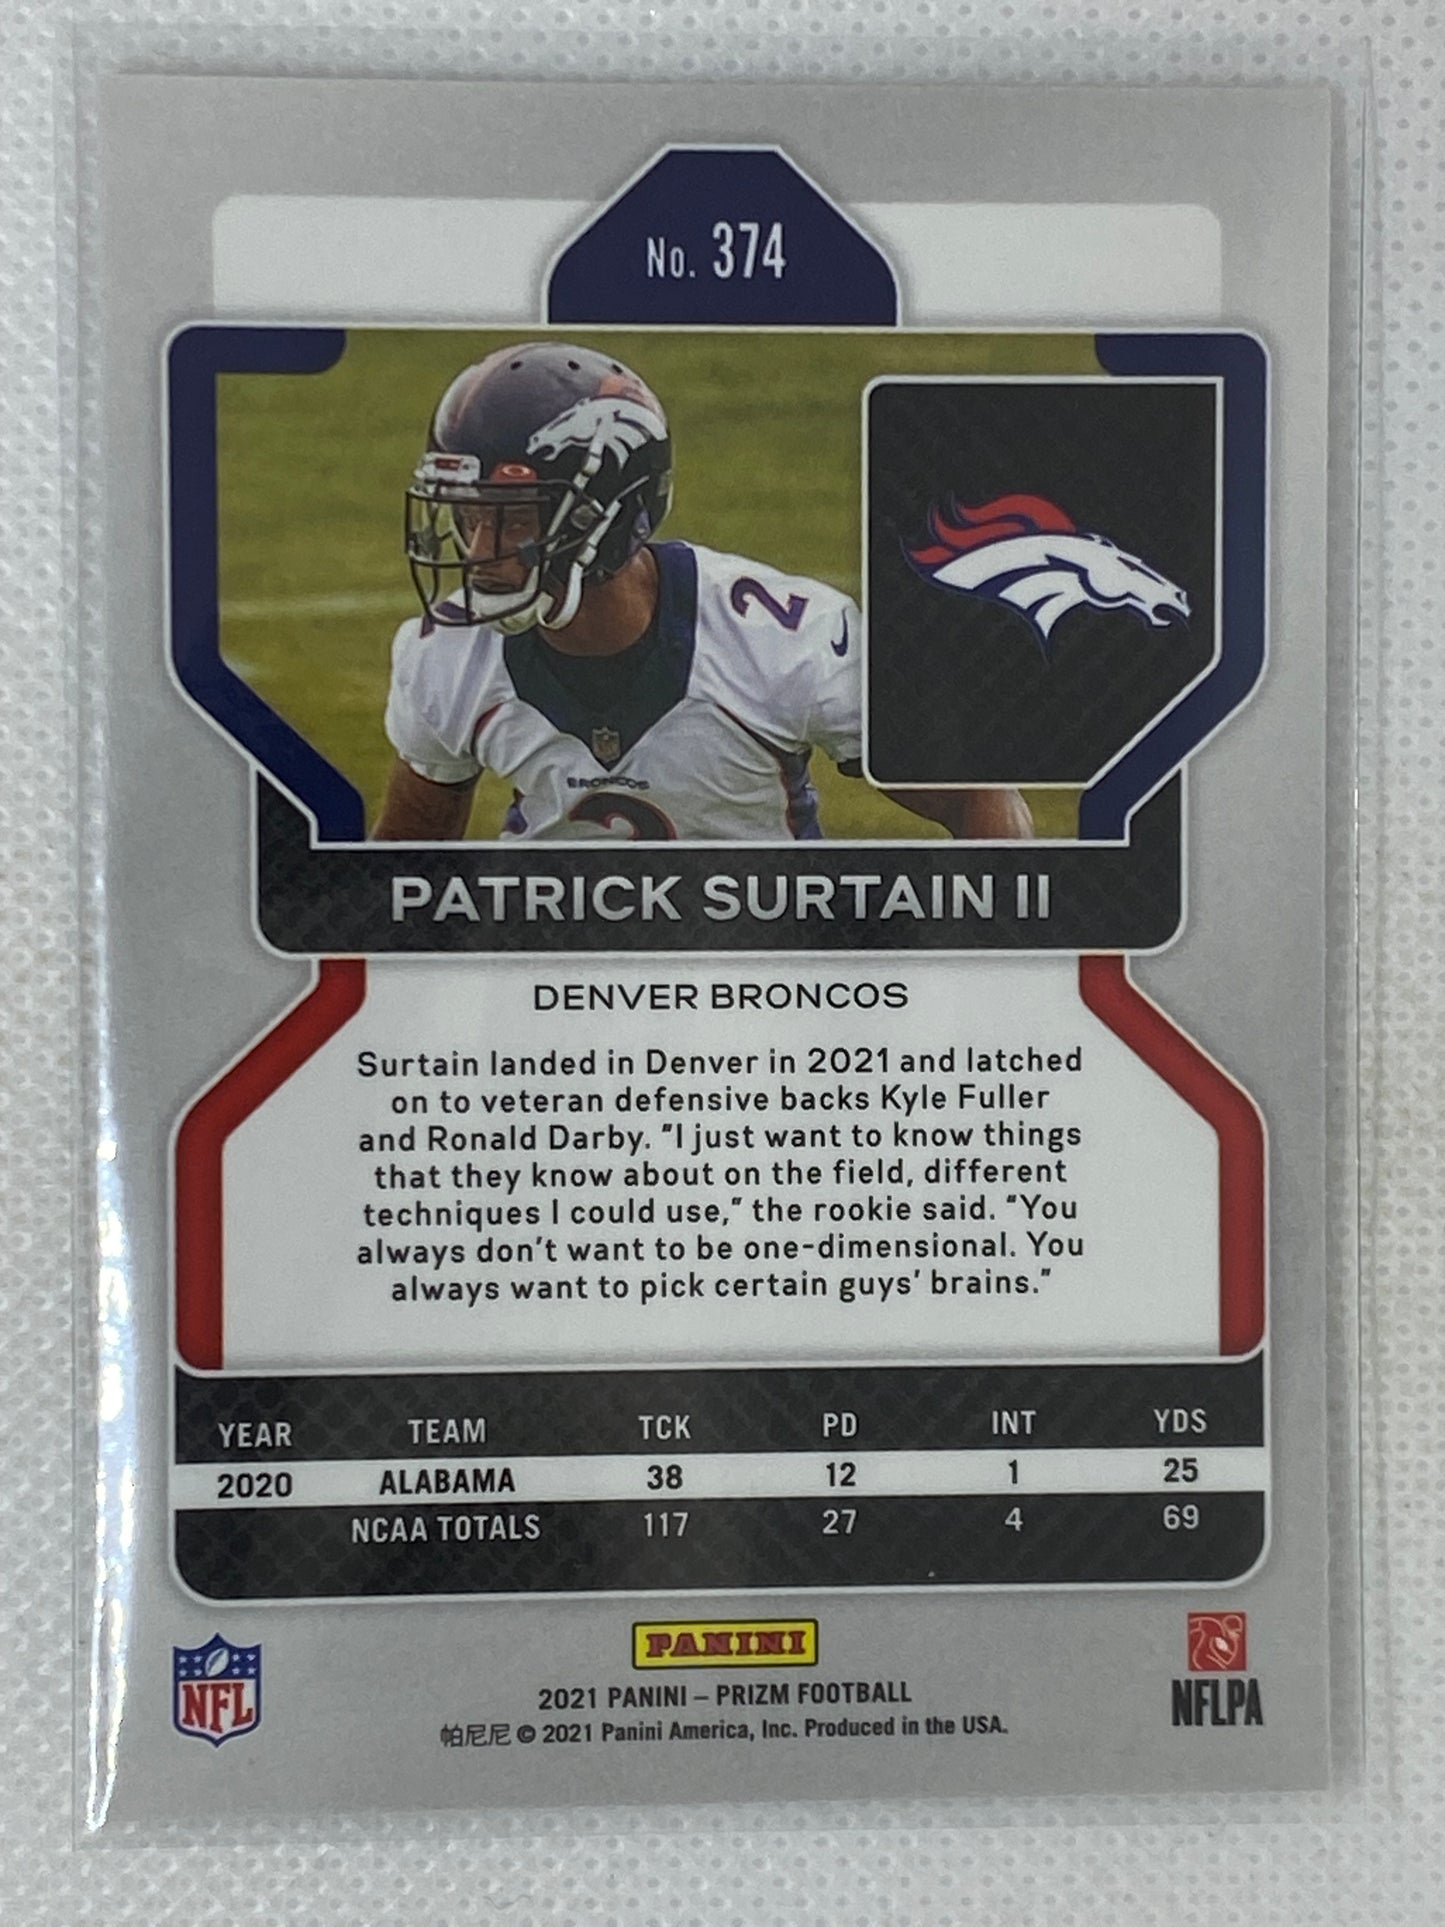 No. 374
2
BRONCOS
2
PATRICK SURTAIN II
DENVER BRONCOS
Surtain landed in Denver in 2021 and latched
on to veteran defensive backs Kyle Fuller
and Ronald Darby. "I just want to know things
that they know about on the field, different
techniques I could use," the rookie said. "You
always don't want to be one-dimensional. You
always want to pick certain guys' brains."
YEAR TEAM TCK PD INT YDS
2020 ALABAMA 38 12 1 25
NCAA TOTALS 117 27 4 69
NFL
PANINI
2021 PANINI – PRIZM FOOTBALL
帕尼尼 © 2021 Panini America, Inc. Produced in the USA.
NFLPA